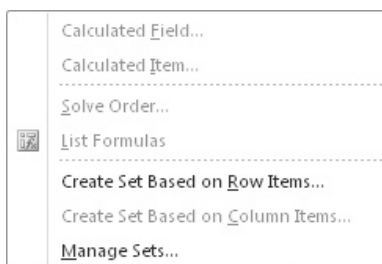 Calculated Field...
Calculated Item...
Solve Order...
List Formulas
Create Set Based on Row Items...
Create Set Based on Column Items...
Manage Sets...